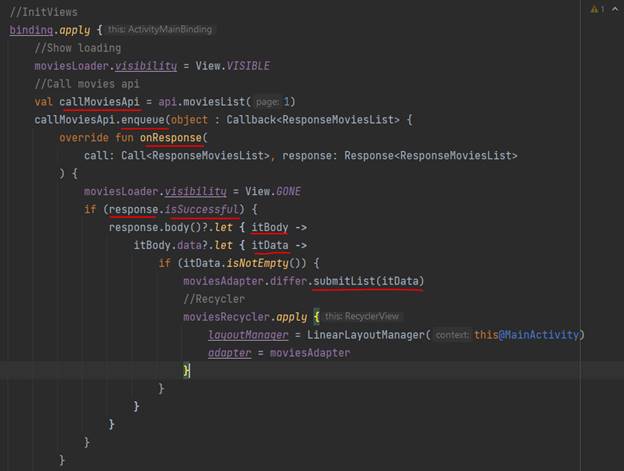 //InitViews
1
binding.apply { this: ActivityMainBinding
//Show loading
moviesLoader.visibility = View.VISIBLE
//Call movies api
val callMoviesApi = api.moviesList( page: 1)
callMoviesApi.enqueue(object : Callback<ResponseMoviesList> {
override fun onResponse(
call: Call<ResponseMoviesList>, response: Response<ResponseMoviesList>
) {
moviesLoader.visibility = View.GONE
if (response.isSuccessful) {
response.body()?.let { itBody ->
itBody.data?.let { itData ->
if (itData.isNotEmpty()) {
moviesAdapter.differ.submitList(itData)
//Recycler
moviesRecycler.apply { this: RecyclerView
layoutManager = LinearLayoutManager( context: this@MainActivity)
adapter = moviesAdapter
}
}
}
}
}
}